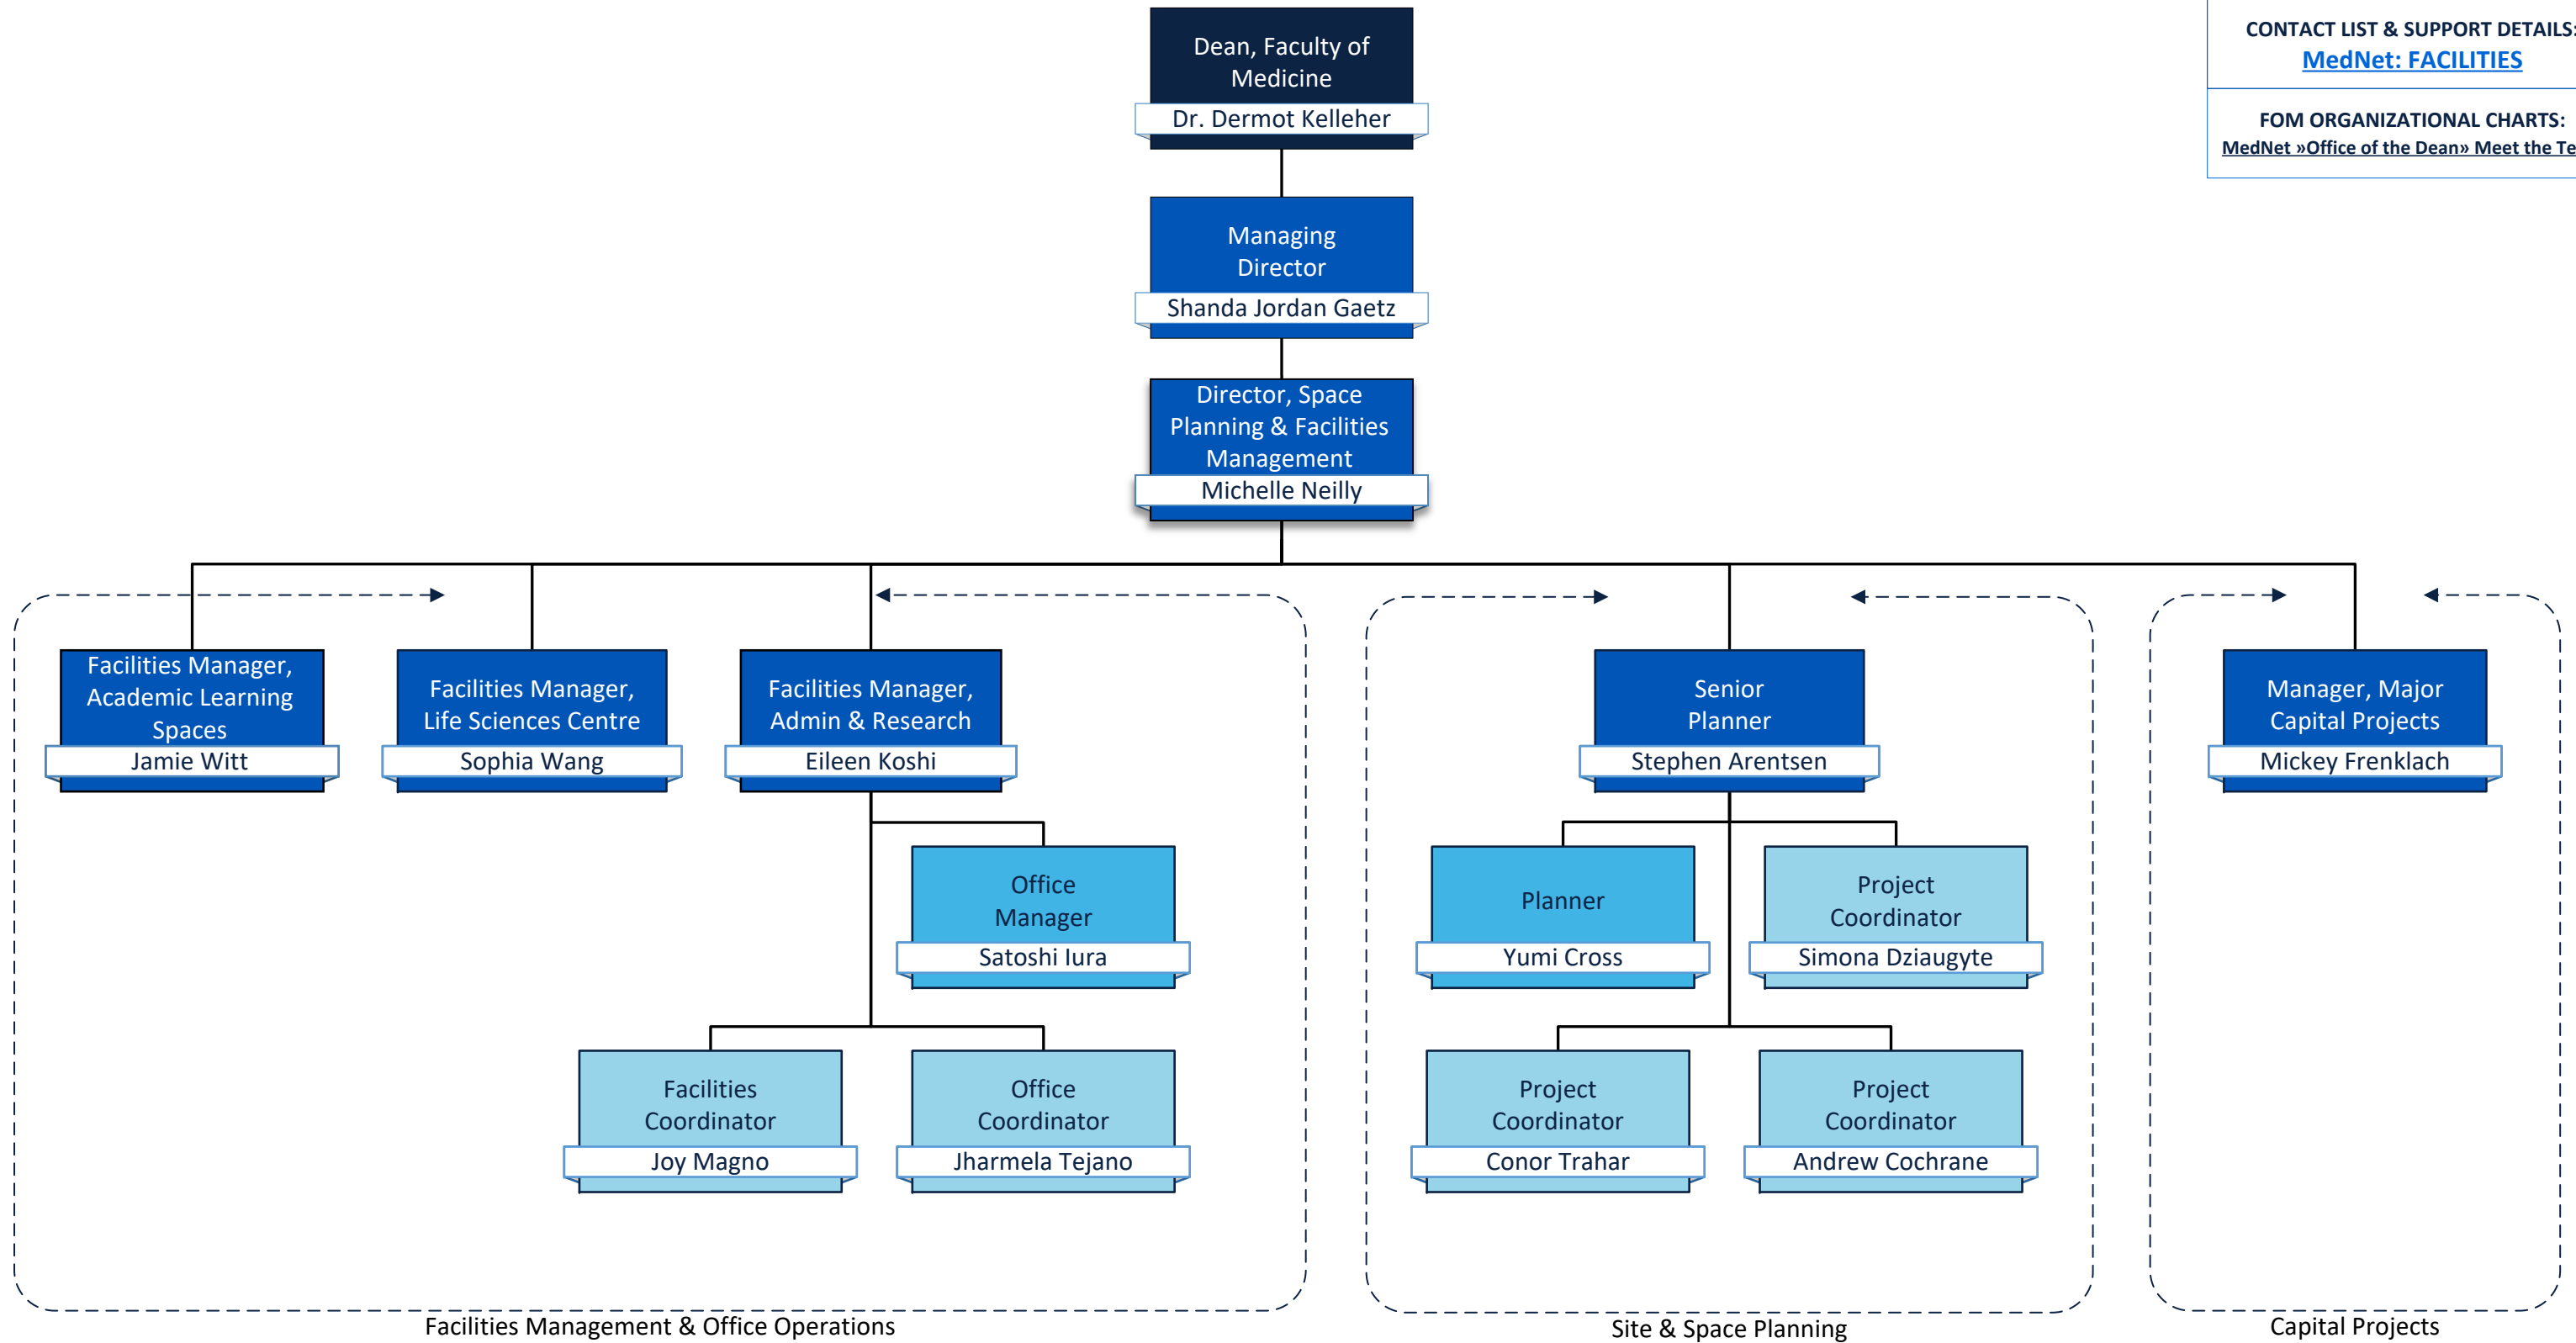 CONTACT LIST & SUPPORT DETAILS:
MedNet: FACILITIES
FOM ORGANIZATIONAL CHARTS:
MedNet »Office of the Dean» Meet the Te
Dean, Faculty of
Medicine
Dr. Dermot Kelleher
Managing
Director
Shanda Jordan Gaetz
Director, Space
Planning & Facilities
Management
Michelle Neilly
Facilities Manager,
Academic Learning
Spaces
Jamie Witt
Facilities Manager,
Life Sciences Centre
Sophia Wang
Facilities Manager,
Admin & Research
Eileen Koshi
Senior
Planner
Stephen Arentsen
Manager, Major
Capital Projects
Mickey Frenklach
Office
Manager
Satoshi Iura
Planner
Yumi Cross
Project
Coordinator
Simona Dziaugyte
Facilities
Coordinator
Joy Magno
Office
Coordinator
Jharmela Tejano
Project
Coordinator
Conor Trahar
Project
Coordinator
Andrew Cochrane
Facilities Management & Office Operations
Site & Space Planning
Capital Projects